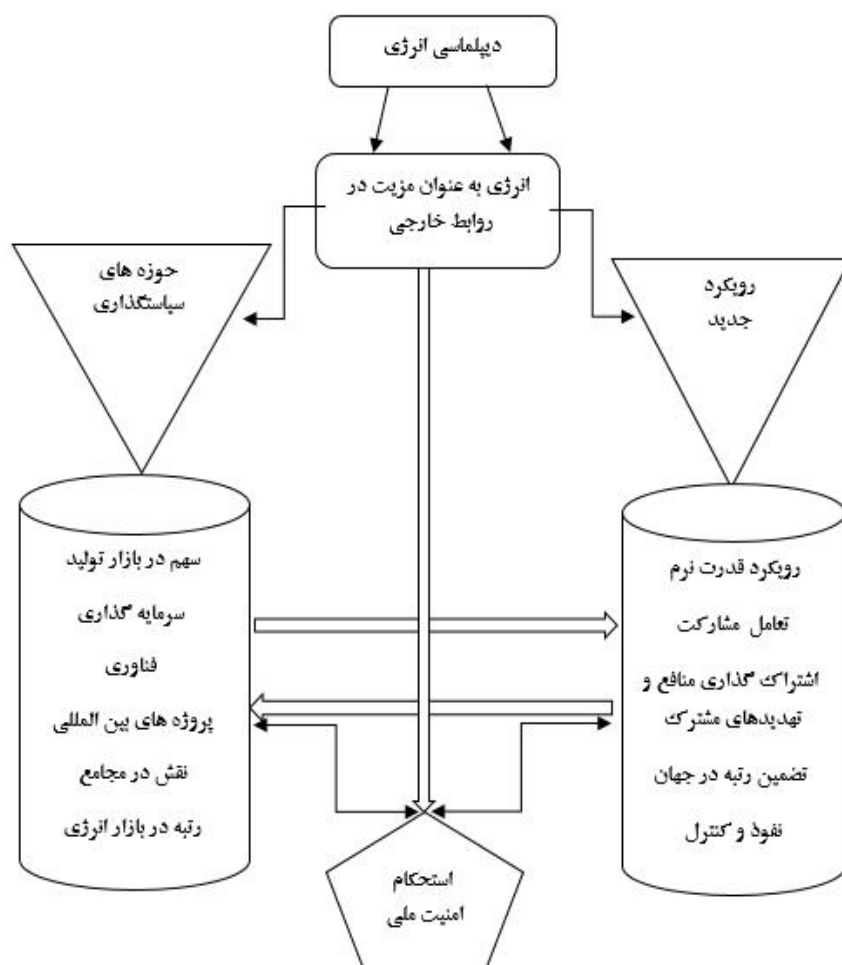 دیپلماسی انرژی
انرژی به عنوان مزیت در
روابط خارجی
رویکرد
جدید
حوزه های
سیاستگذاری
رویکرد قدرت نرم
تعامل مشارکت
اشتراک گذاری منافع و
تهدیدهای مشترک
تضمین رتبه در جهان
نفوذ و کنترل
سهم در بازار تولید
سرمایه گذاری
فناوری
پروژه های بین المللی
نقش در مجامع
رتبه در بازار انرژی
استحکام
امنیت ملی